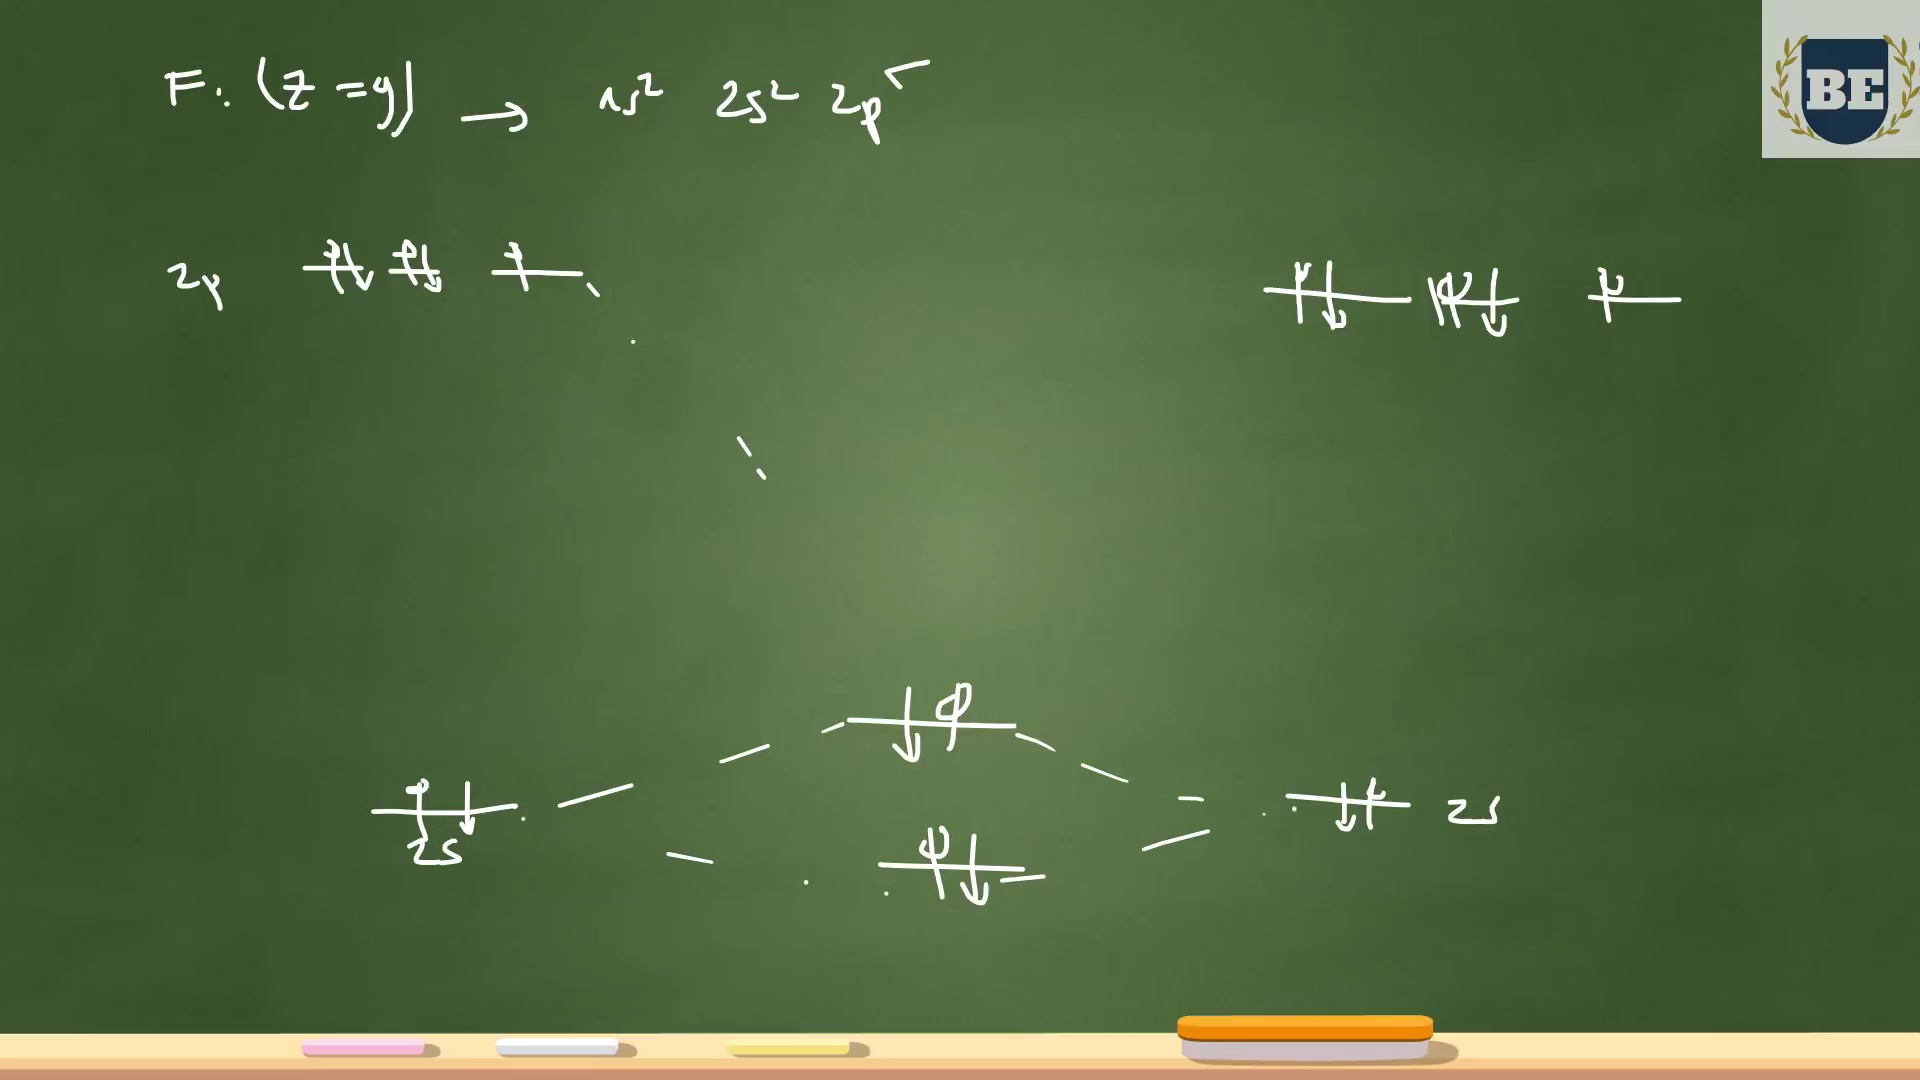 BE
F: (Z = 9) → 1s² 2s² 2p⁵
2p
2s
2s